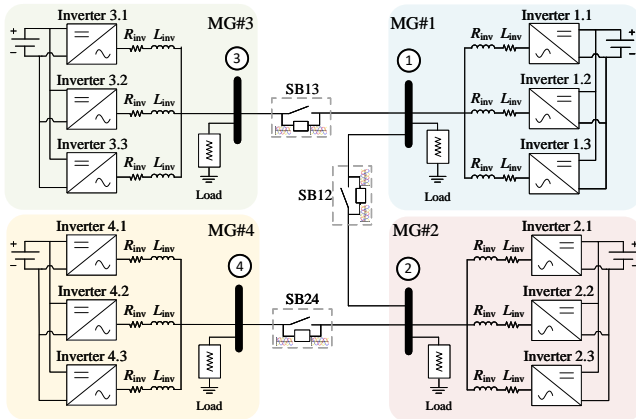 Inverter 3.1
MG#3
MG#1
Inverter 1.1
+
−
Rinv Linv
Rinv Linv
+
−
3
1
Inverter 3.2
SB13
Inverter 1.2
Rinv Linv
Rinv Linv
Inverter 3.3
Inverter 1.3
Rinv Linv
Rinv Linv
Load
Load
SB12
Inverter 4.1
MG#4
MG#2
Inverter 2.1
+
−
Rinv Linv
Rinv Linv
+
−
4
2
Inverter 4.2
SB24
Inverter 2.2
Rinv Linv
Rinv Linv
Inverter 4.3
Inverter 2.3
Rinv Linv
Rinv Linv
Load
Load